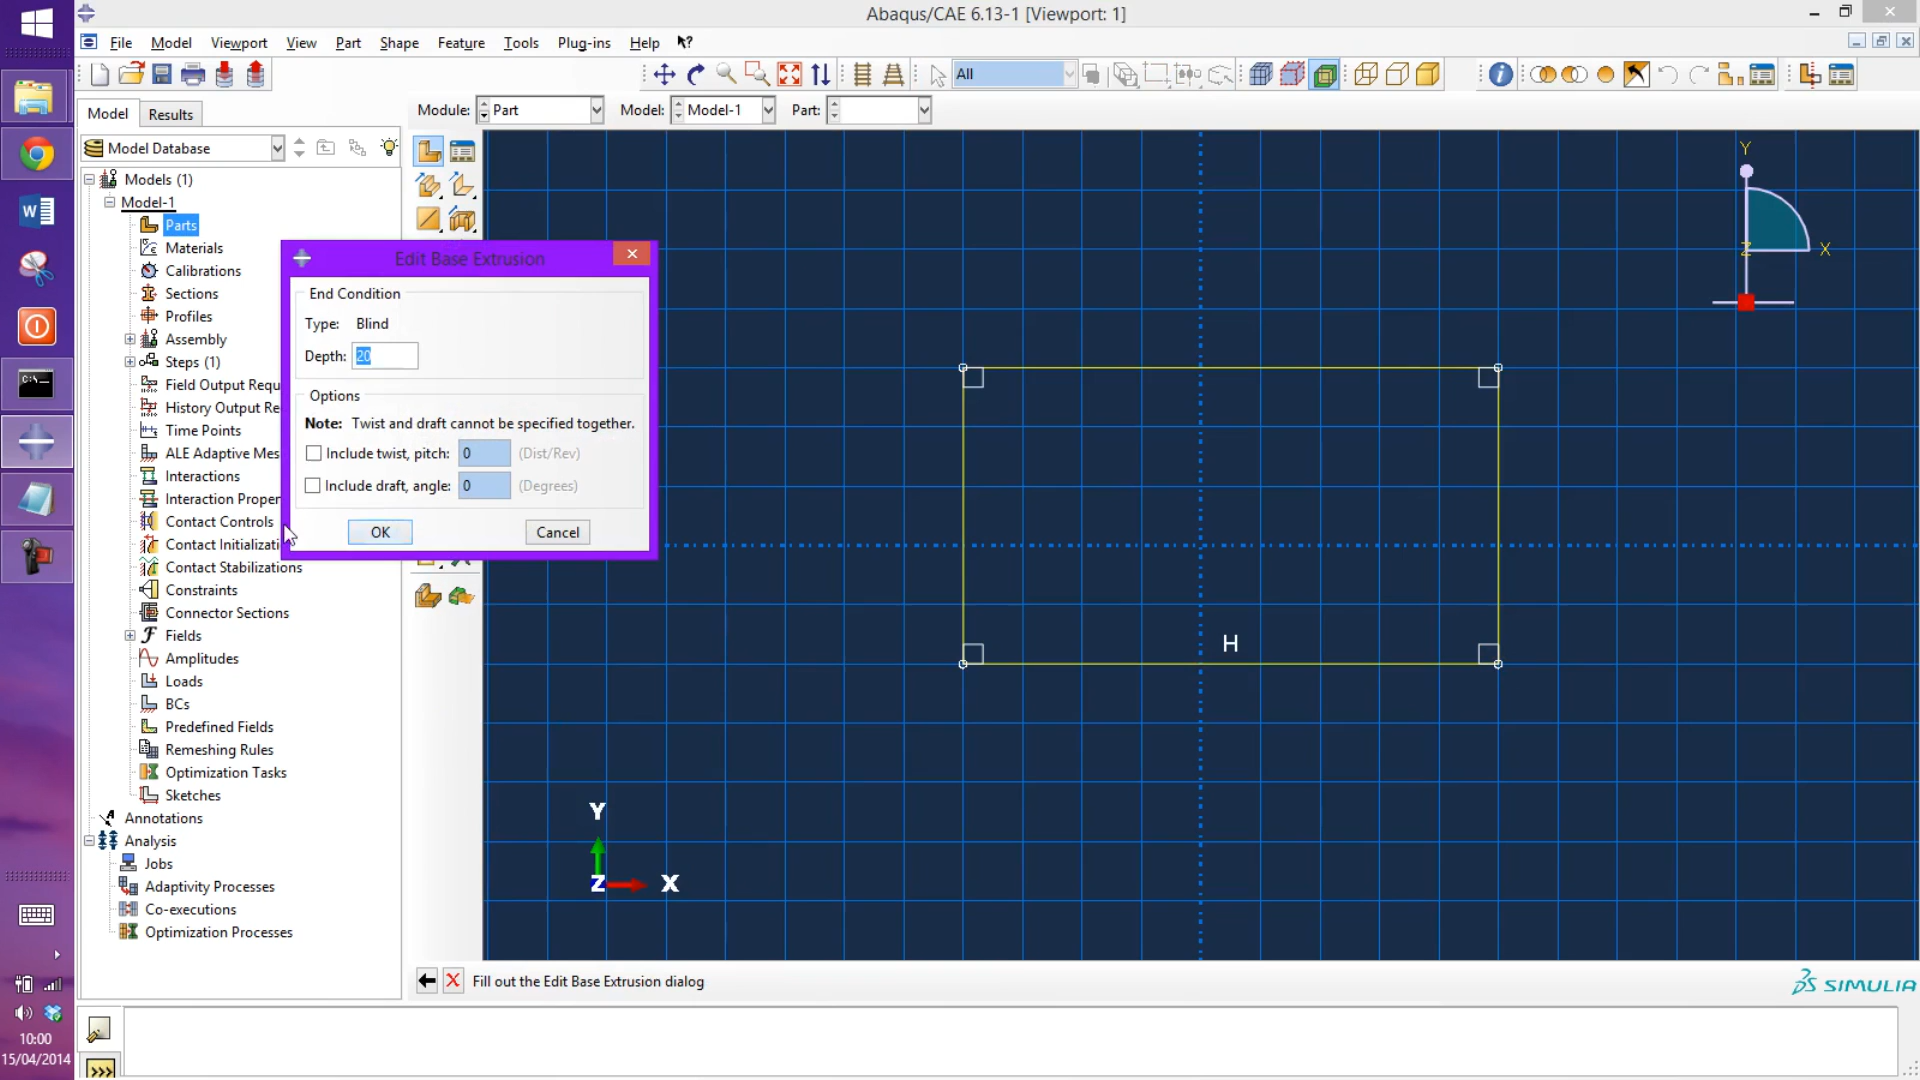 Abaqus/CAE 6.13-1 [Viewport: 1]
File Model Viewport View Part Shape Feature Tools Plug-ins Help
All
Model Results
Module: Part Model: Model-1 Part:
Model Database
Models (1)
Model-1
Parts
Materials
Calibrations
Sections
Profiles
Assembly
Steps (1)
Field Output Requ
History Output Re
Time Points
ALE Adaptive Mes
Interactions
Interaction Proper
Contact Controls
Contact Initializati
Contact Stabilizations
Constraints
Connector Sections
Fields
Amplitudes
Loads
BCs
Predefined Fields
Remeshing Rules
Optimization Tasks
Sketches
Annotations
Analysis
Jobs
Adaptivity Processes
Co-executions
Optimization Processes
Edit Base Extrusion
End Condition
Type: Blind
Depth: 20
Options
Note: Twist and draft cannot be specified together.
Include twist, pitch: 0 (Dist/Rev)
Include draft, angle: 0 (Degrees)
OK Cancel
Y
Z X
H
Y
Z X
Fill out the Edit Base Extrusion dialog
SIMULIA
>>>
10:00
15/04/2014